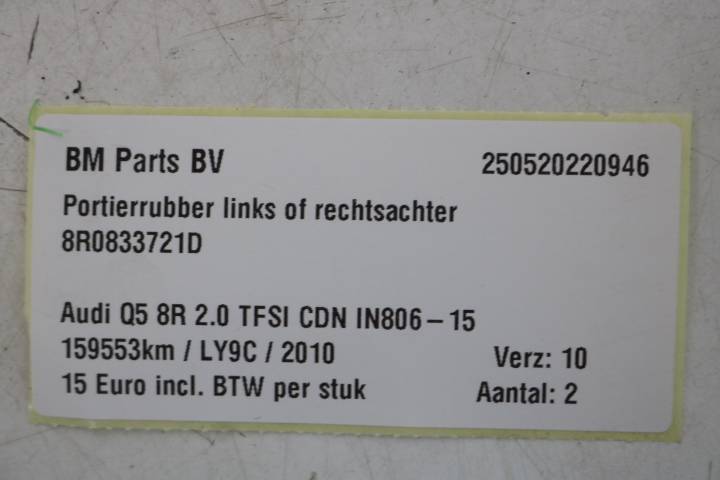 BM Parts BV 250520220946
Portierrubber links of rechtsachter
8R0833721D
Audi Q5 8R 2.0 TFSI CDN IN806-15
159553km / LY9C / 2010 Verz: 10
15 Euro incl. BTW per stuk Aantal: 2